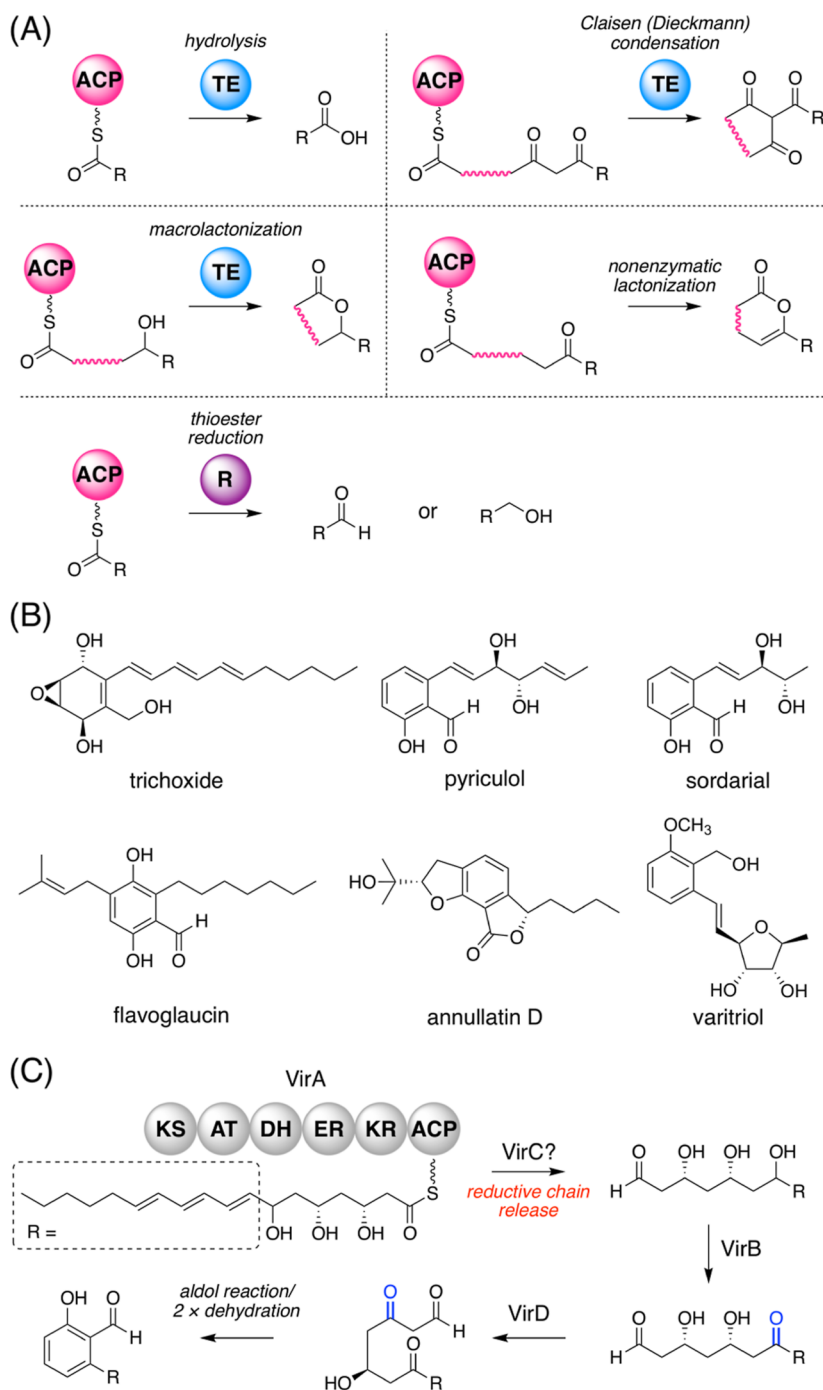 (A)
hydrolysis
ACP
TE
S
O
R
O
R
OH
Claisen (Dieckmann)
condensation
ACP
TE
S
O
O
O
R
O
O
R
O
macrolactonization
ACP
TE
S
O
OH
R
O
O
R
nonenzymatic
lactonization
ACP
S
O
O
R
O
O
R
thioester
reduction
ACP
R
S
O
R
O
R
H
or
R
OH
(B)
OH
O
OH
OH
trichoxide
OH
OH
H
OH
O
pyriculol
OH
OH
H
OH
O
sordarial
OH
H
OH
O
flavoglaucin
HO
O
O
O
annullatin D
OCH3
OH
O
HO
OH
varitriol
(C)
VirA
KS AT DH ER KR ACP
S
R =
OH
OH
OH
O
VirC?
reductive chain
release
O
H
OH
OH
OH
R
VirB
O
H
OH
OH
O
R
VirD
O
O
H
O
HO
R
aldol reaction/
2 × dehydration
OH
O
H
R